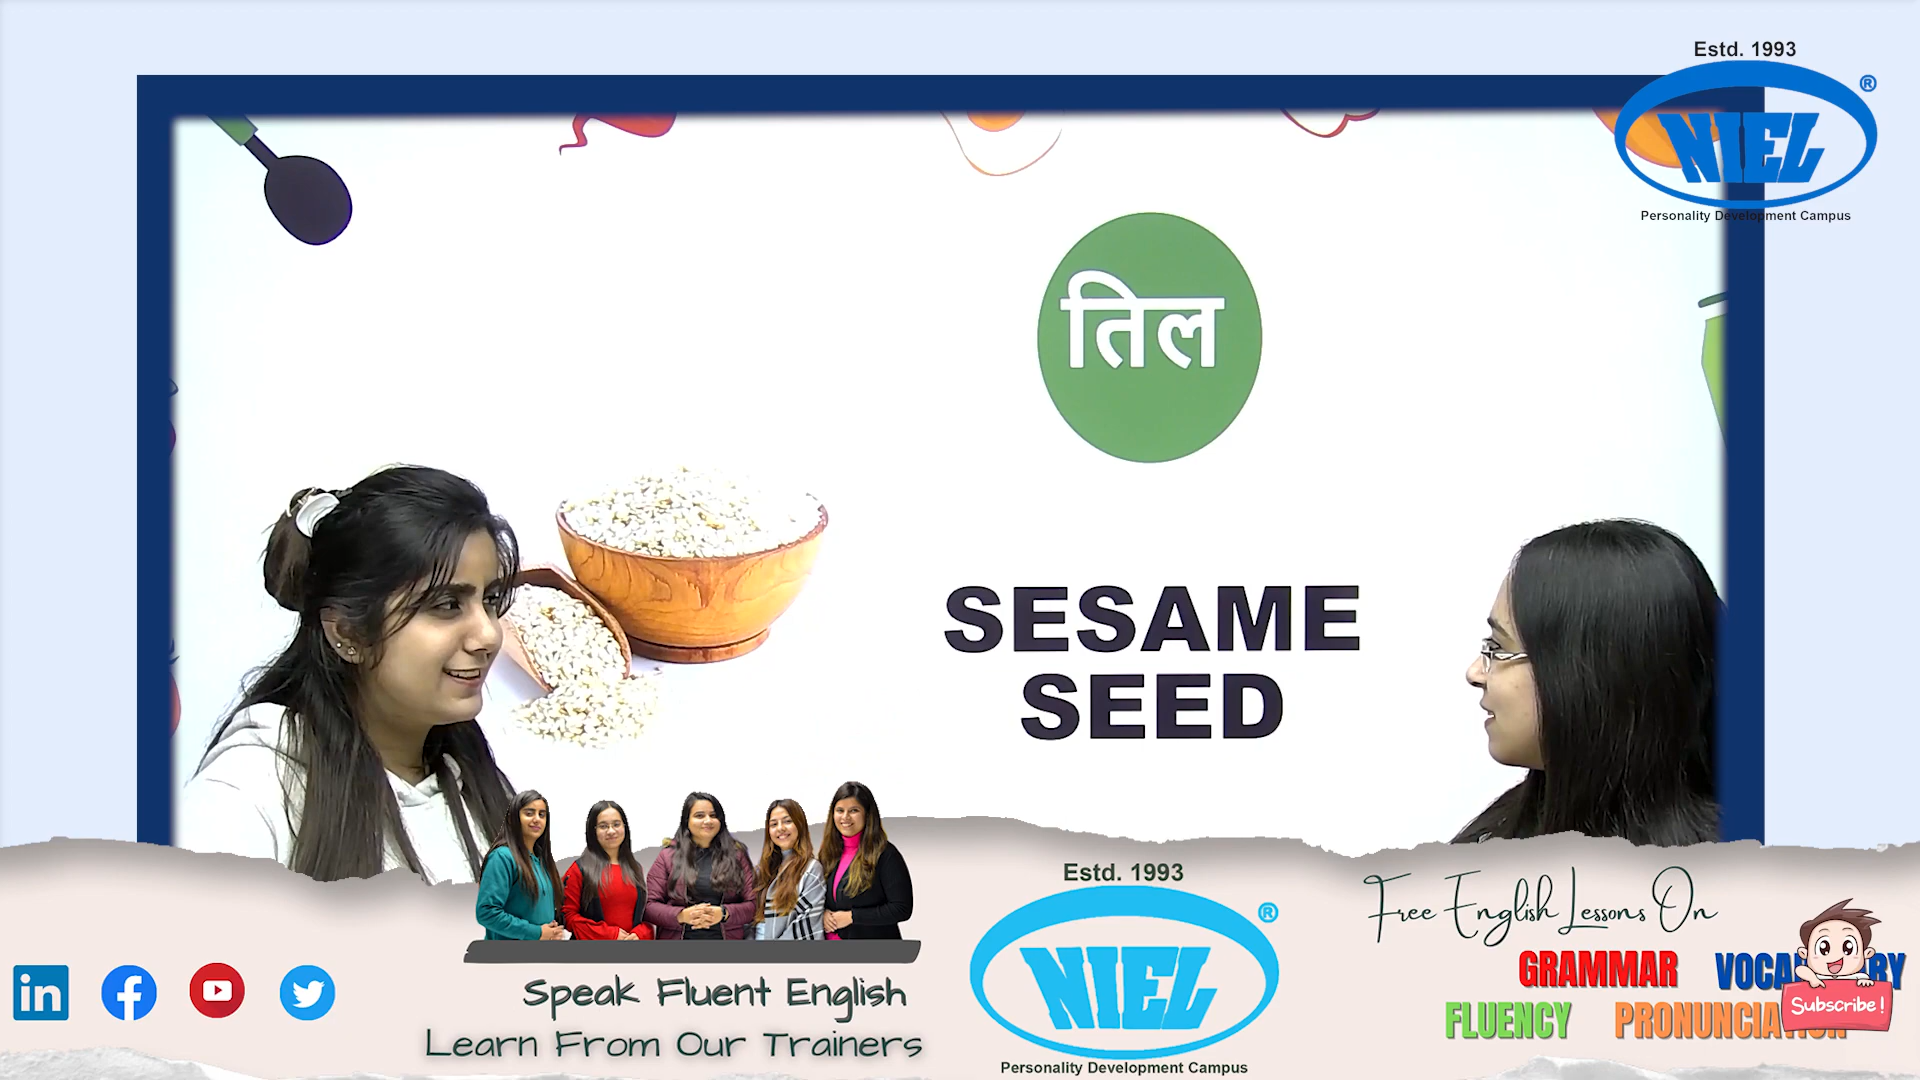 Estd. 1993
NIEL
®
Personality Development Campus
तिल
SESAME
SEED
Estd. 1993
NIEL
®
Personality Development Campus
Speak Fluent English
Learn From Our Trainers
Free English Lessons On
GRAMMAR
FLUENCY
Subscribe!
in